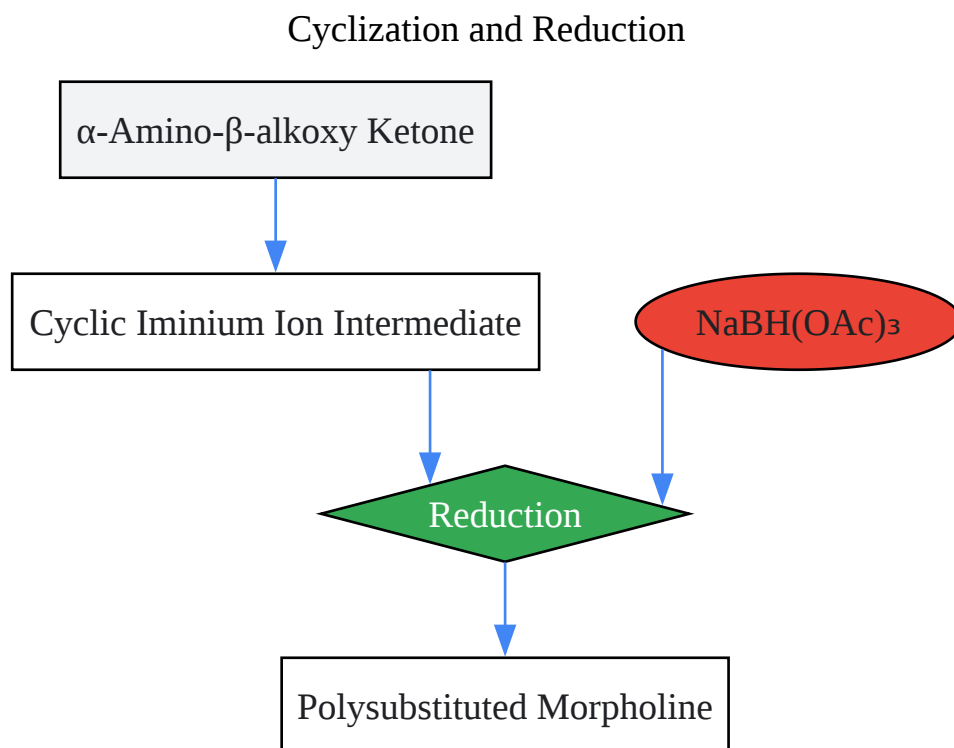 Cyclization and Reduction
α-Amino-β-alkoxy Ketone
Cyclic Iminium Ion Intermediate
NaBH(OAc)₃
Reduction
Polysubstituted Morpholine